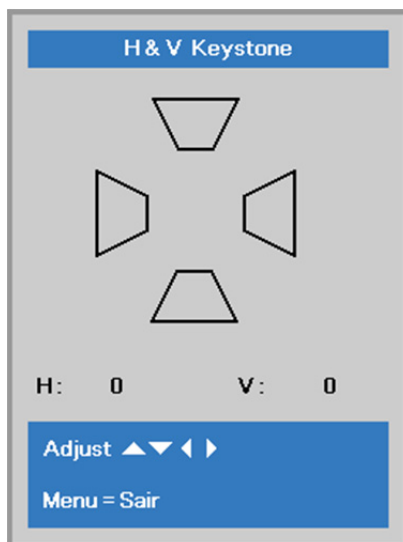 H & V Keystone
H: 0 V: 0
Adjust ▲▼◀▶
Menu = Sair